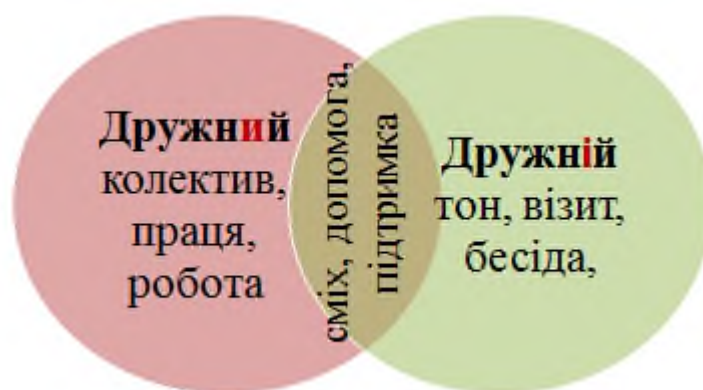 Дружний
колектив,
праця,
робота
сміх, допомога,
підтримка
Дружній
тон, візит,
бесіда,